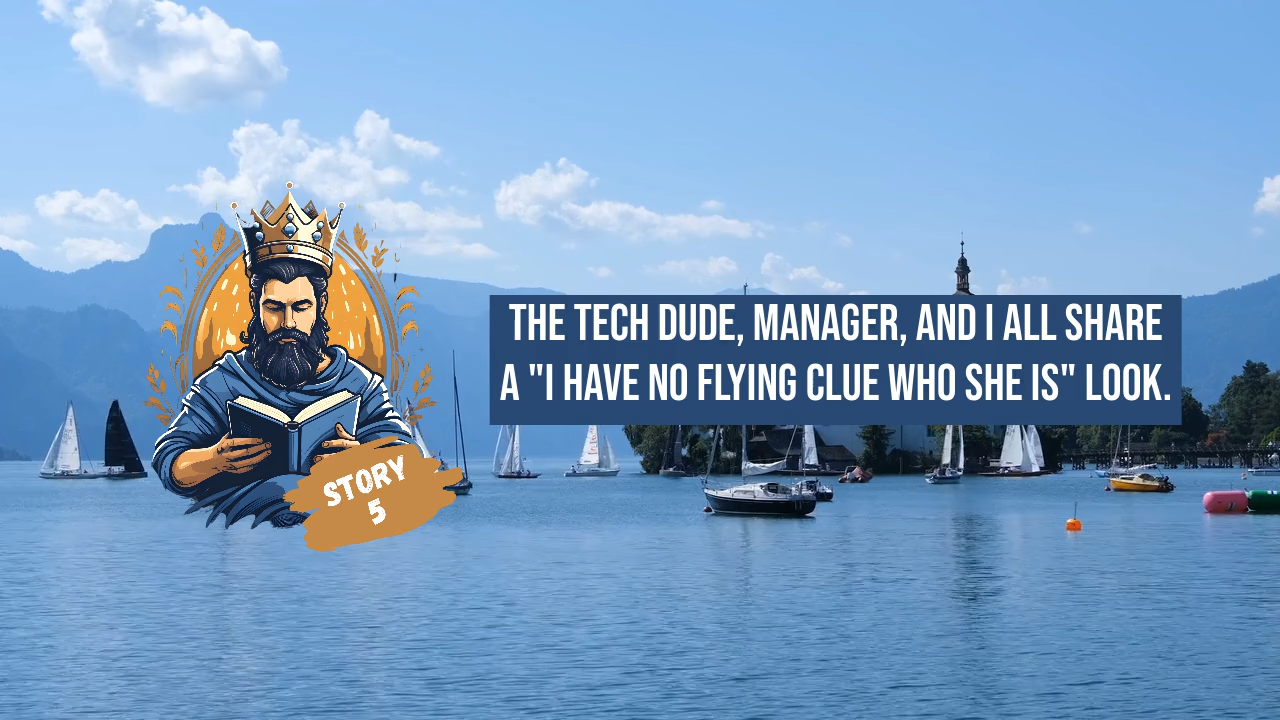 THE TECH DUDE, MANAGER, AND I ALL SHARE
A "I HAVE NO FLYING CLUE WHO SHE IS" LOOK.
STORY
5